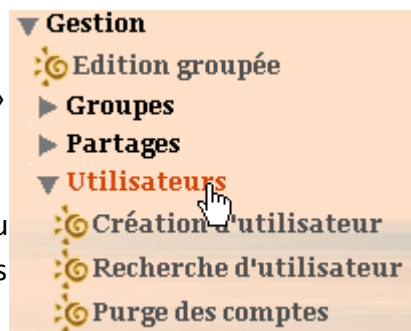 Gestion
Edition groupée
»
Groupes
Partages
Utilisateurs
u
Création d'utilisateur
s
Recherche d'utilisateur
Purge des comptes